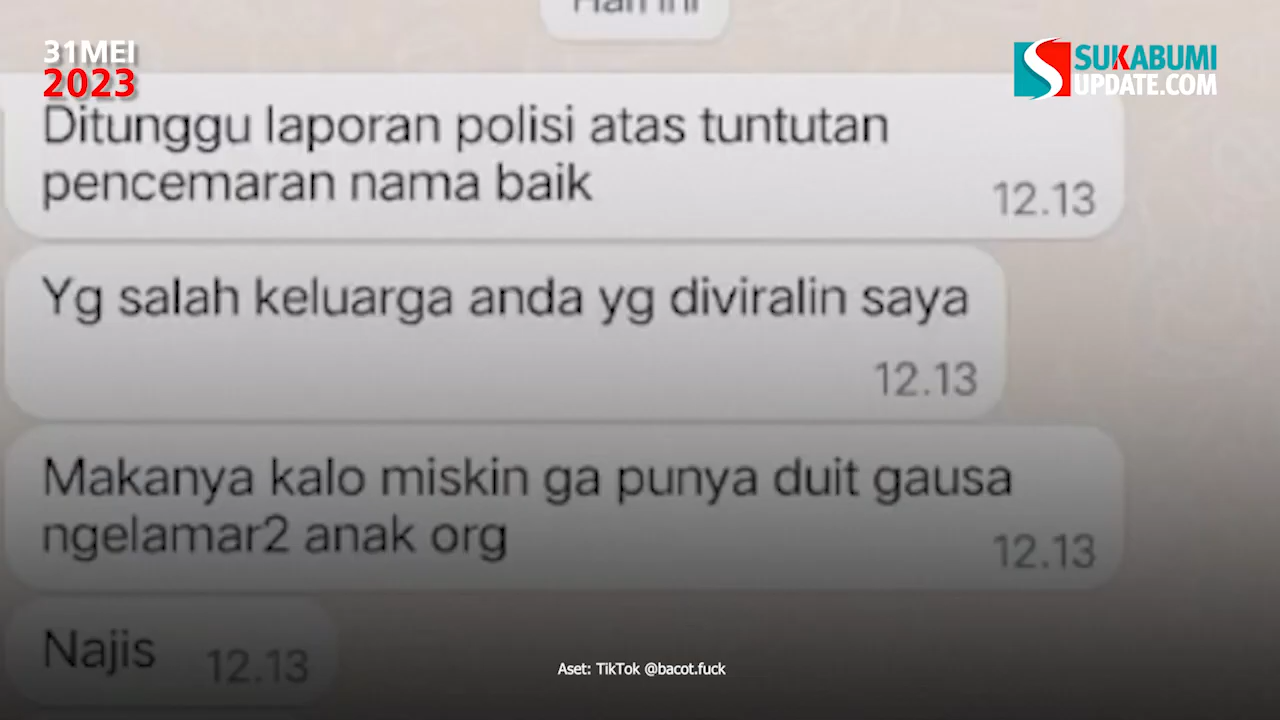 Hari ini
31MEI
2023
SUKABUMI
UPDATE.COM
Ditunggu laporan polisi atas tuntutan
pencemaran nama baik
12.13
Yg salah keluarga anda yg diviralin saya
12.13
Makanya kalo miskin ga punya duit gausa
ngelamar2 anak org
12.13
Najis 12.13
Aset: TikTok @bacot.fuck